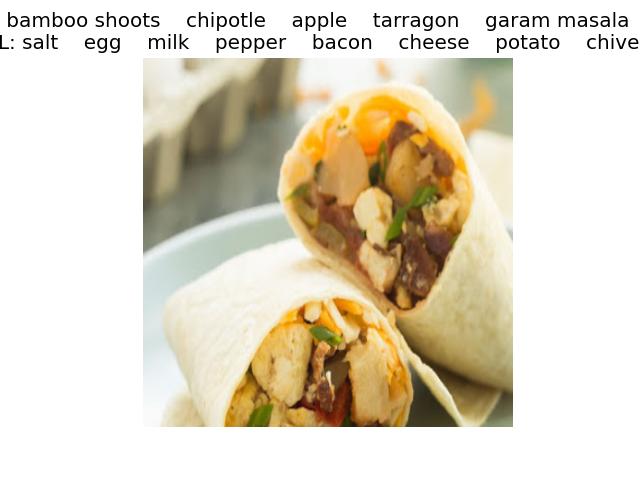 bamboo shoots chipotle apple tarragon garam masala
L: salt egg milk pepper bacon cheese potato chive